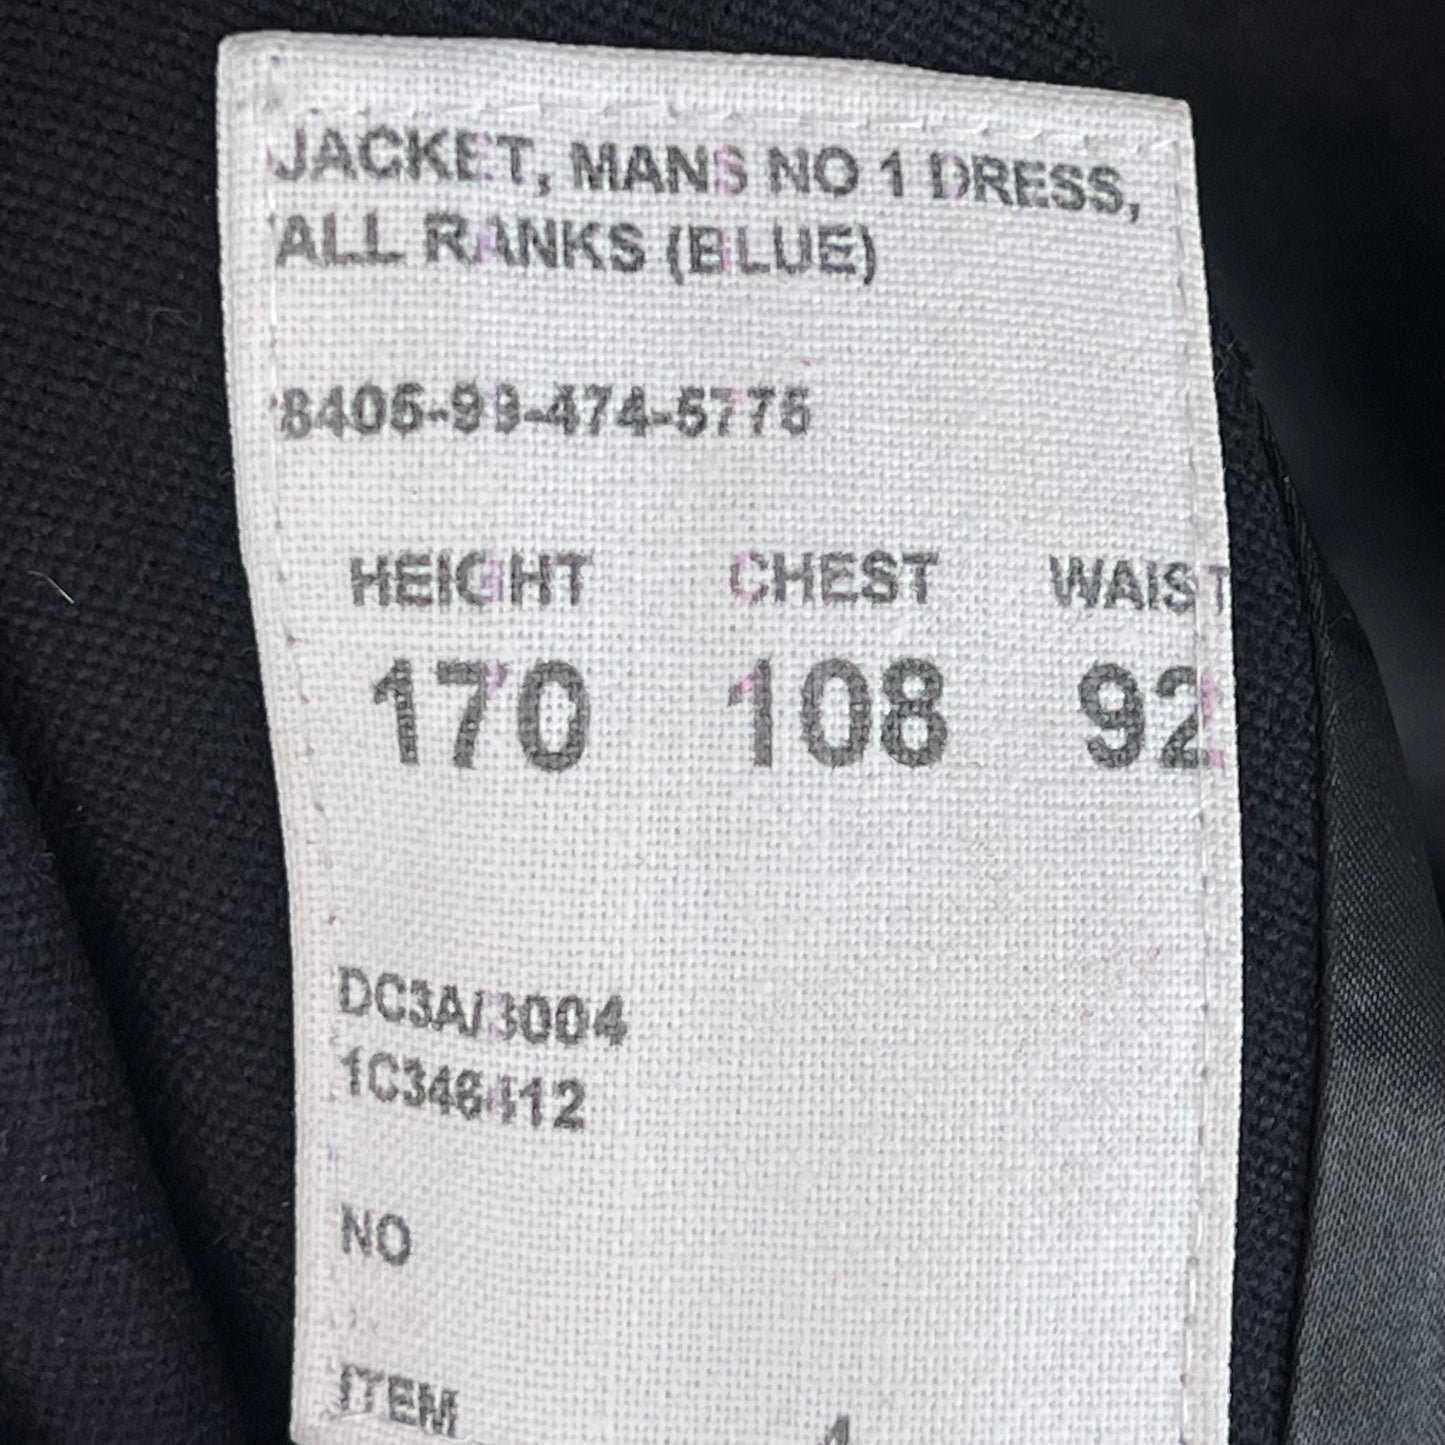 JACKET, MANS NO 1 DRESS,
ALL RANKS (BLUE)
8405-99-474-5775
HEIGHT CHEST WAIST
170 108 92
DC3A/3004
NO
ITEM